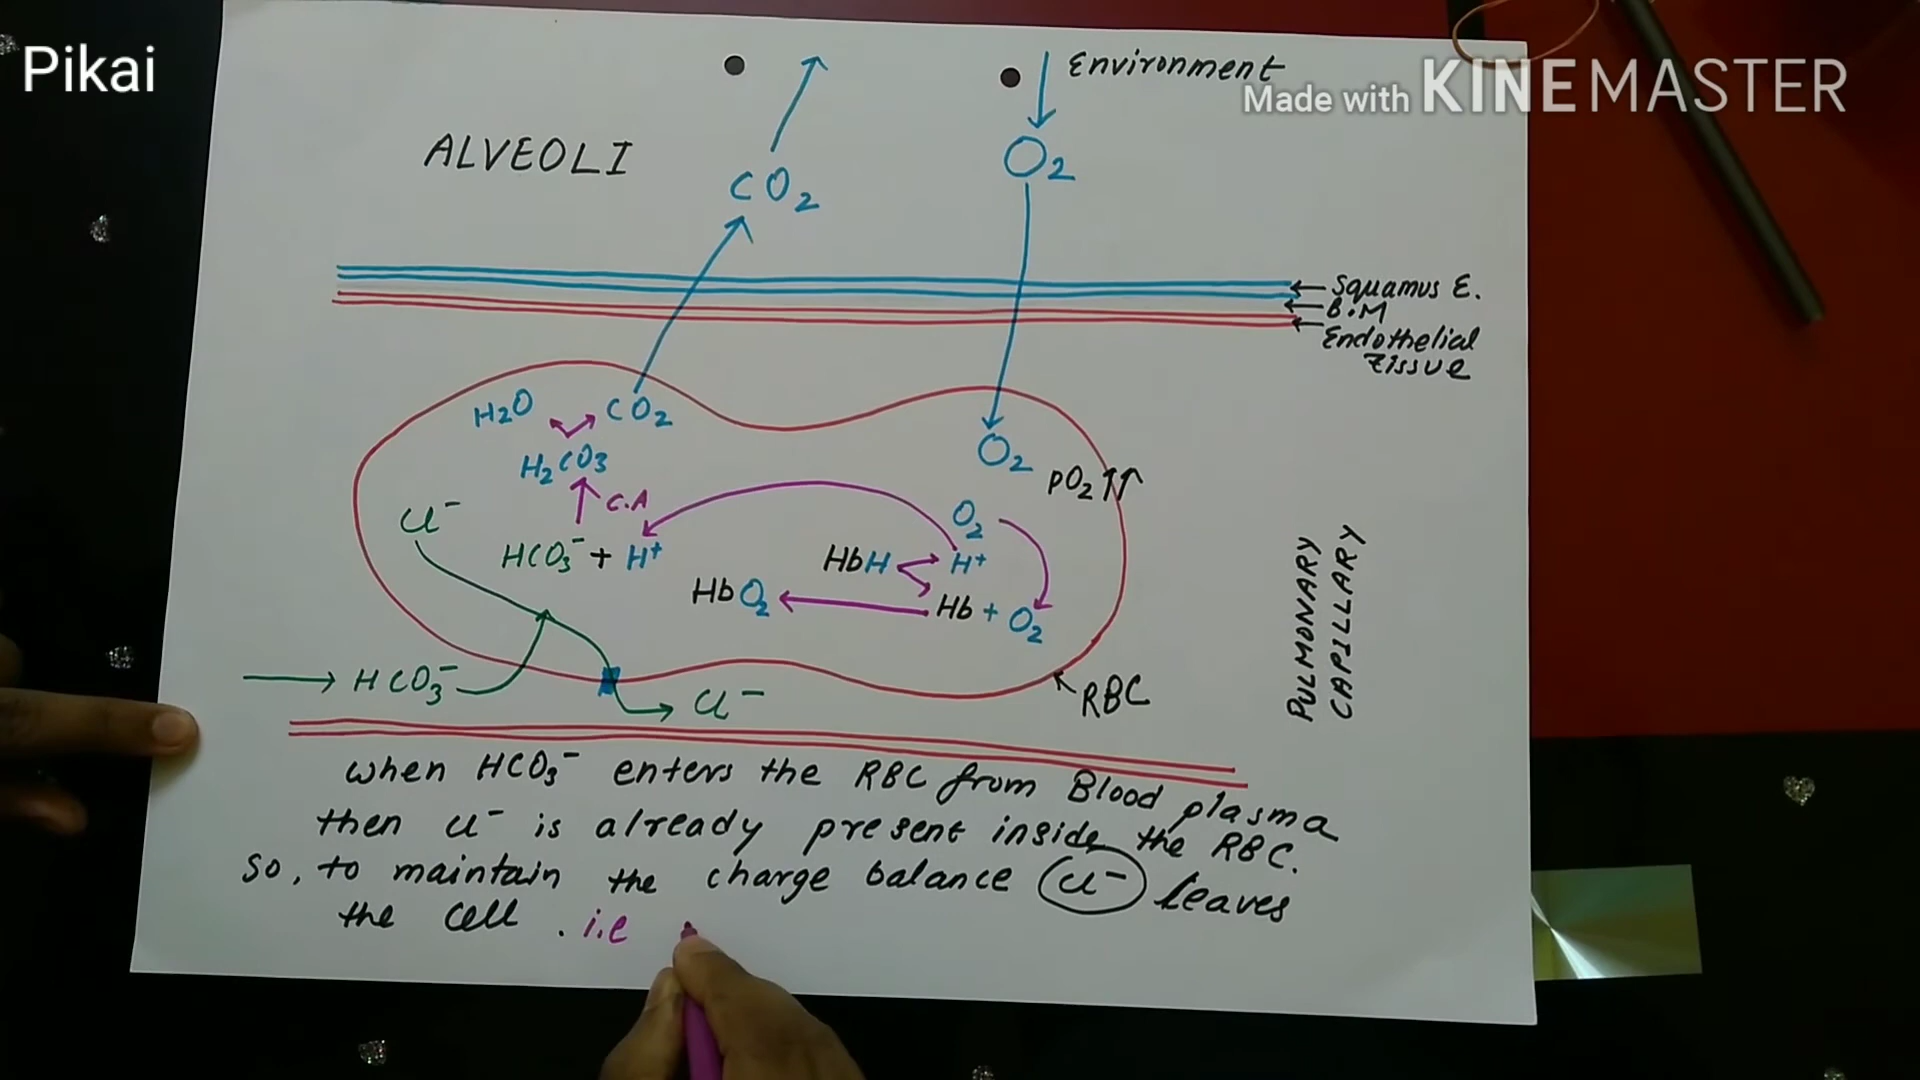 Pikai
Environment
Made with KINEMASTER
ALVEOLI
CO2
O2
Squamus E.
B.M
Endothelial
Tissue
H2O
CO2
H2CO3
O2
pO2↑↑
C.A
Cl⁻
O2
HCO3⁻ + H⁺
HbH
H⁺
HbO2
Hb + O2
HCO3⁻
Cl⁻
RBC
PULMONARY
CAPILLARY
when HCO3⁻ enters the RBC from Blood plasma
then Cl⁻ is already present inside the RBC.
So, to maintain the charge balance Cl⁻ leaves
the cell. i.e